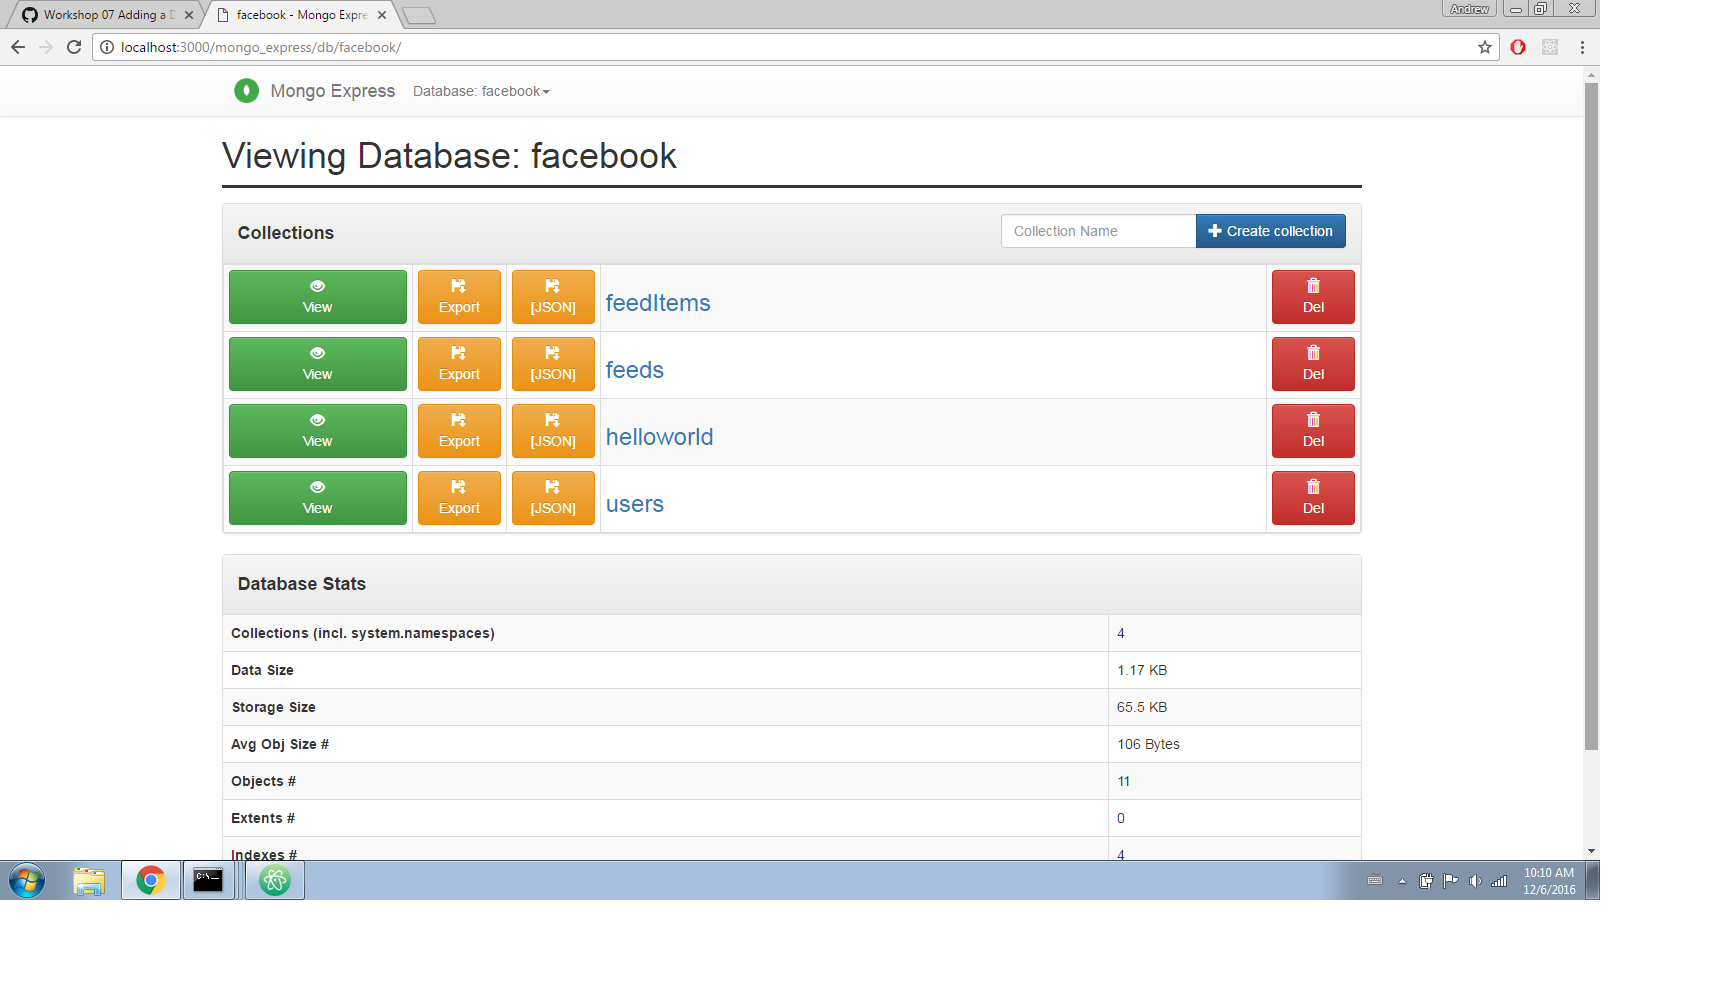 Workshop 07 Adding a D
facebook - Mongo Expre
Andrew
localhost:3000/mongo_express/db/facebook/
Mongo Express
Database: facebook
Viewing Database: facebook
Collections
Collection Name
Create collection
View
Export
[JSON]
feedItems
Del
View
Export
[JSON]
feeds
Del
View
Export
[JSON]
helloworld
Del
View
Export
[JSON]
users
Del
Database Stats
Collections (incl. system.namespaces)
4
Data Size
1.17 KB
Storage Size
65.5 KB
Avg Obj Size #
106 Bytes
Objects #
11
Extents #
0
Indexes #
4
C:\_
10:10 AM
12/6/2016